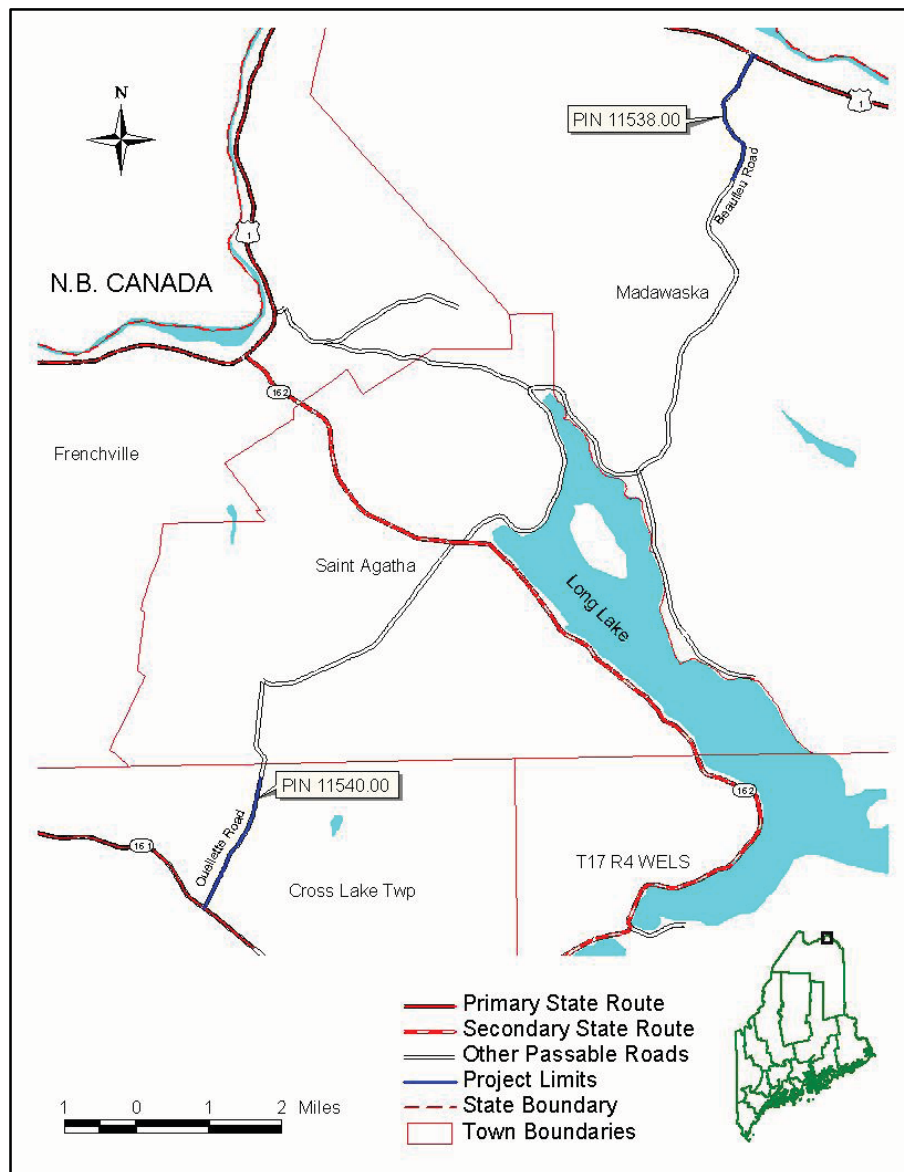 N
PIN 11538.00
1
Beaulieu Road
1
N.B. CANADA
Madawaska
162
Frenchville
Saint Agatha
Long Lake
PIN 11540.00
162
161
Ouellette Road
T17 R4 WELS
Cross Lake Twp
Primary State Route
Secondary State Route
Other Passable Roads
Project Limits
State Boundary
Town Boundaries
1 0 1 2 Miles